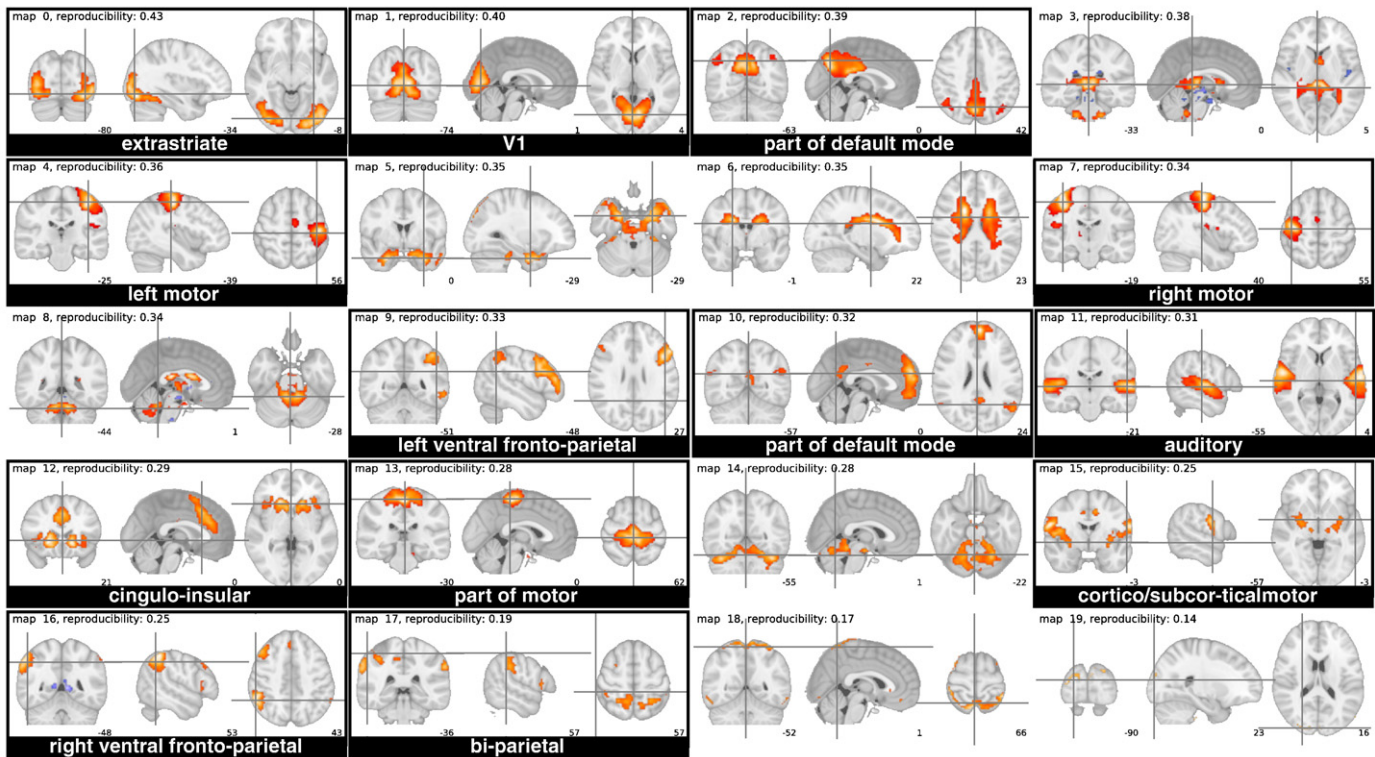 map 0, reproducibility: 0.43
-80 -34 -8
extrastriate
map 1, reproducibility: 0.40
-74 1 4
V1
map 2, reproducibility: 0.39
-63 0 42
part of default mode
map 3, reproducibility: 0.38
-33 0 5
map 4, reproducibility: 0.36
-25 -39 56
left motor
map 5, reproducibility: 0.35
0 -29 -29
map 6, reproducibility: 0.35
-1 22 23
map 7, reproducibility: 0.34
-19 40 55
right motor
map 8, reproducibility: 0.34
-44 1 -28
map 9, reproducibility: 0.33
-51 -48 27
left ventral fronto-parietal
map 10, reproducibility: 0.32
-57 0 24
part of default mode
map 11, reproducibility: 0.31
-21 -55 4
auditory
map 12, reproducibility: 0.29
21 0 0
cingulo-insular
map 13, reproducibility: 0.28
-30 0 62
part of motor
map 14, reproducibility: 0.28
-55 1 -22
map 15, reproducibility: 0.25
-3 -57 -3
cortico/subcor-ticalmotor
map 16, reproducibility: 0.25
-48 53 43
right ventral fronto-parietal
map 17, reproducibility: 0.19
-36 57 57
bi-parietal
map 18, reproducibility: 0.17
-52 1 66
map 19, reproducibility: 0.14
-90 23 16